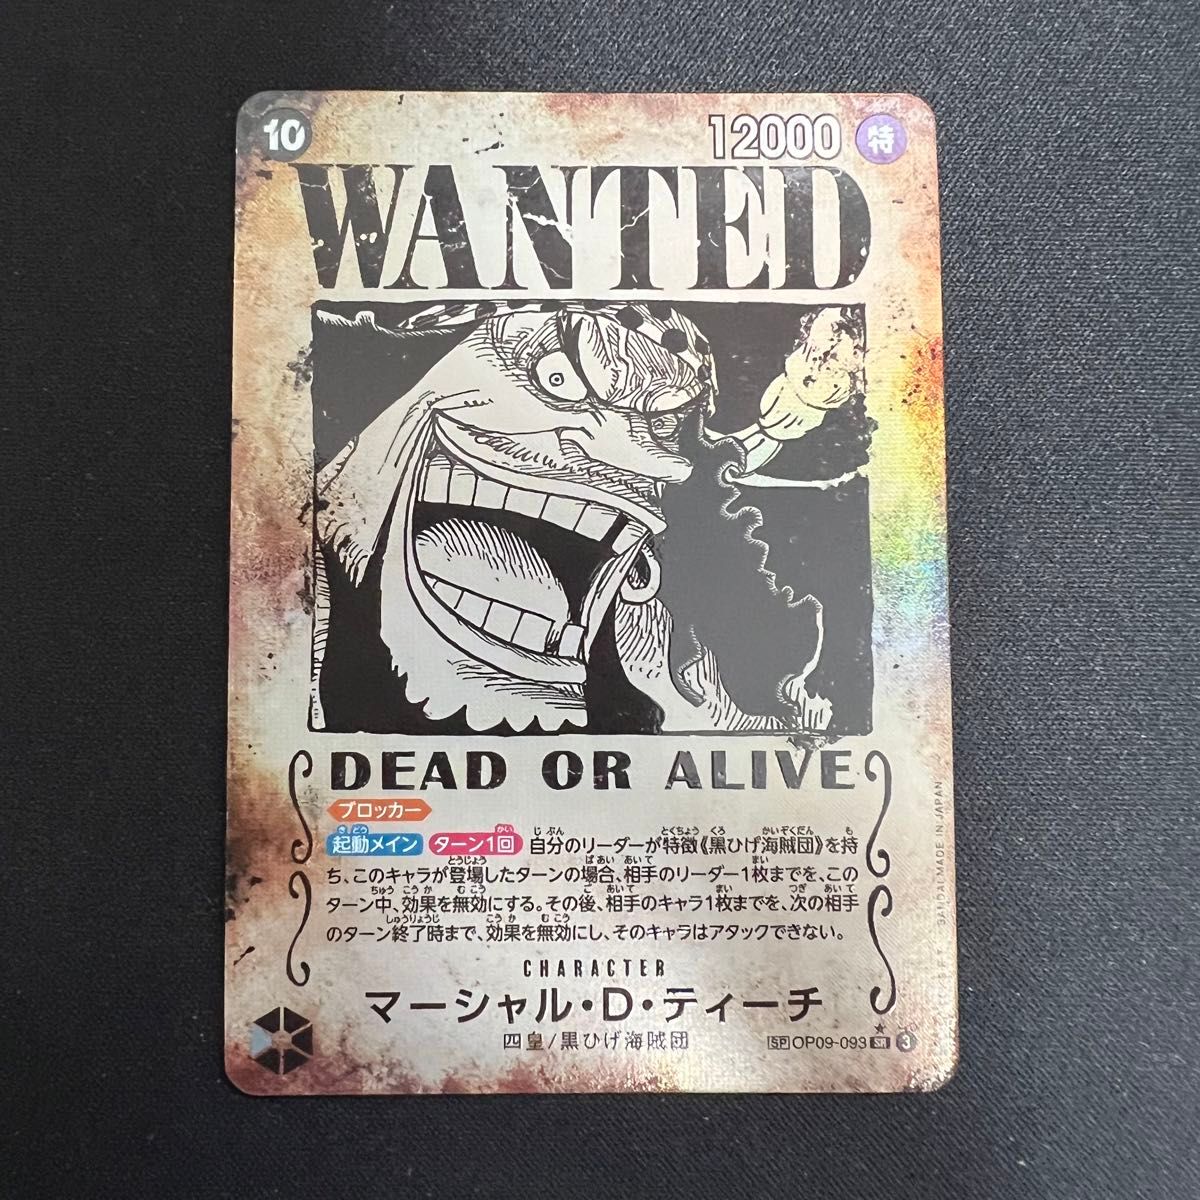 10
12000 特
WANTED
DEAD OR ALIVE
ブロッカー
起動メイン ターン1回 自分のリーダーが特徴《黒ひげ海賊団》を持
ち、このキャラが登場したターンの場合、相手のリーダー1枚までを、この
ターン中、効果を無効にする。その後、相手のキャラ1枚までを、次の相手
のターン終了時まで、効果を無効にし、そのキャラはアタックできない。
CHARACTER
マーシャル・D・ティーチ
四皇/黒ひげ海賊団
SP OP09-093 SR 3
BANDAI MADE IN JAPAN